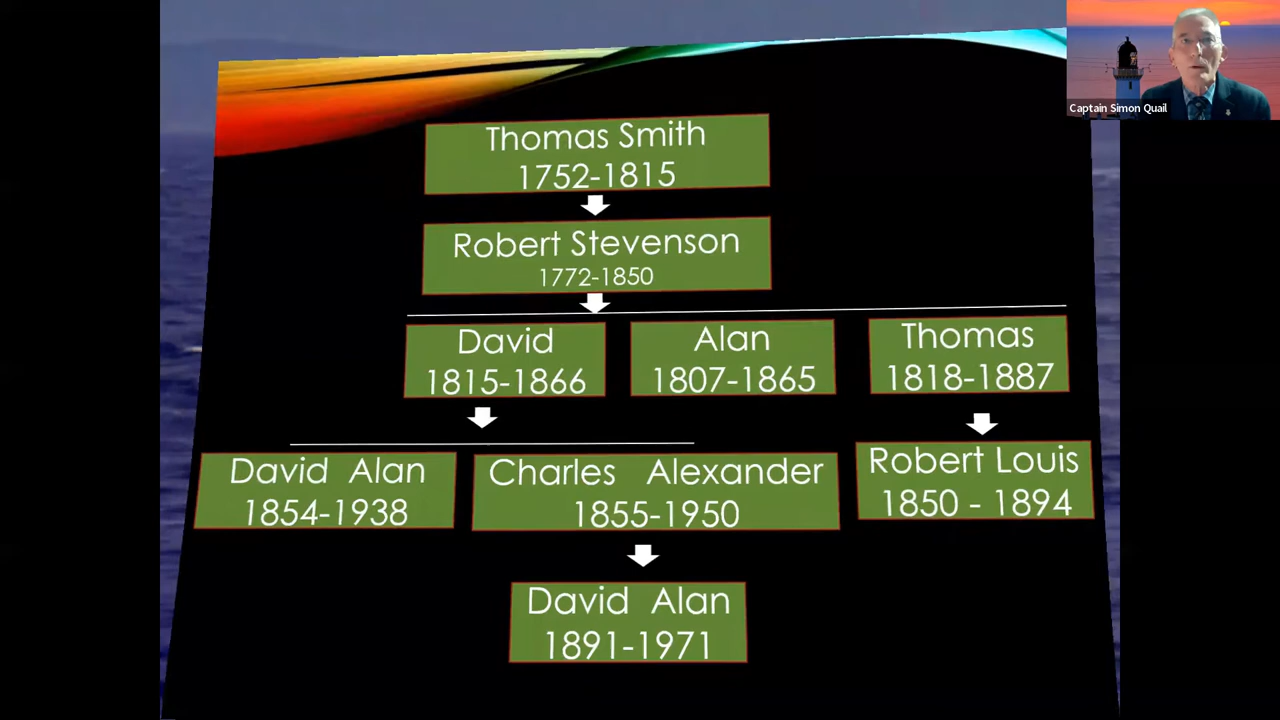 Captain Simon Quail
Thomas Smith
1752-1815
Robert Stevenson
1772-1850
David
1815-1866
Alan
1807-1865
Thomas
1818-1887
David Alan
1854-1938
Charles Alexander
1855-1950
Robert Louis
1850 - 1894
David Alan
1891-1971